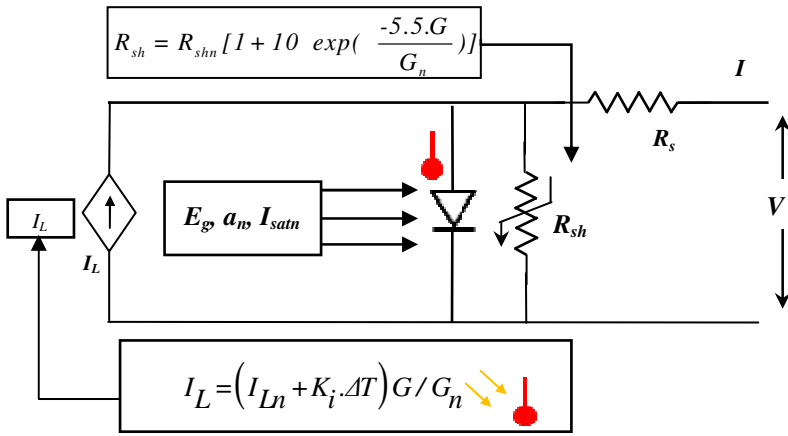 R_sh = R_shn [1 + 10 exp( -5.5.G / G_n )]
I
R_s
V
I_L
E_g, a_n, I_satn
R_sh
I_L
I_L = (I_Ln + K_i.ΔT) G / G_n